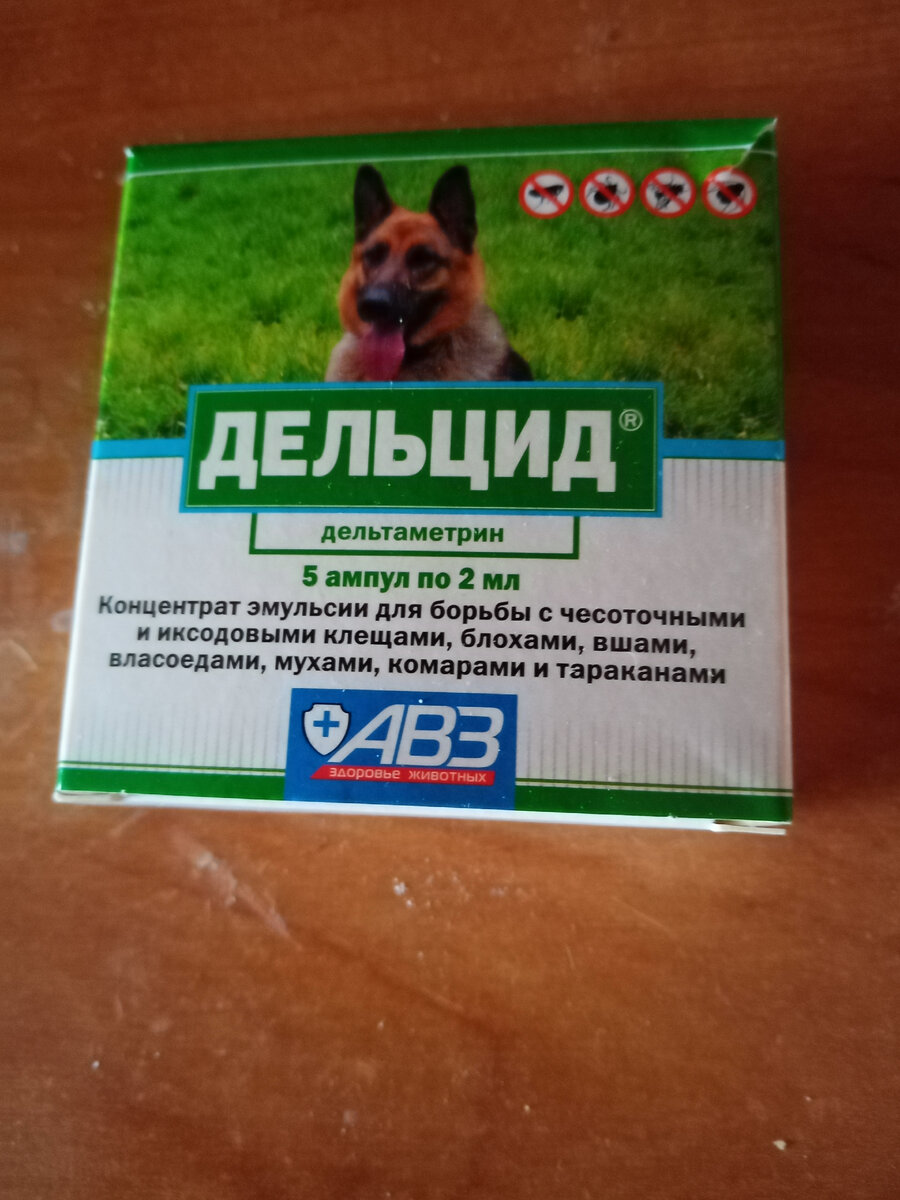 ДЕЛЬЦИД®
дельтаметрин
5 ампул по 2 мл
Концентрат эмульсии для борьбы с чесоточными
и иксодовыми клещами, блохами, вшами,
власоедами, мухами, комарами и тараканами
АВЗ
ЗДОРОВЬЕ ЖИВОТНЫХ